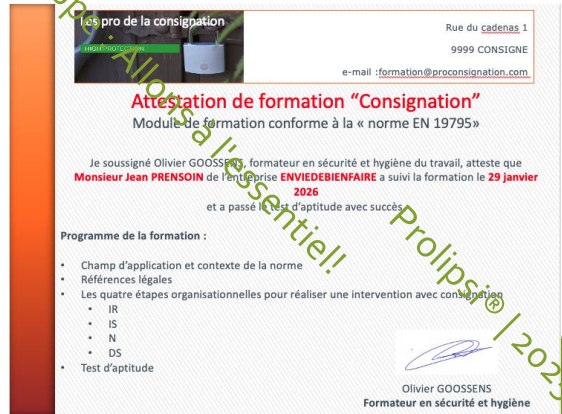 Les pro de la consignation
HIGH PROTECTION
Rue du cadenas 1
9999 CONSIGNE
e-mail :formation@proconsignation.com
Attestation de formation “Consignation”
Module de formation conforme à la « norme EN 19795»
Je soussigné Olivier GOOSSENS, formateur en sécurité et hygiène du travail, atteste que
Monsieur Jean PRENSOIN de l’entreprise ENVIEDEBIENFAIRE a suivi la formation le 29 janvier
2026
et a passé le test d’aptitude avec succès
Programme de la formation :
• Champ d’application et contexte de la norme
• Références légales
• Les quatre étapes organisationnelles pour réaliser une intervention avec consignation
• IR
• IS
• N
• DS
• Test d’aptitude
Olivier GOOSSENS
Formateur en sécurité et hygiène
Allons à l'essentiel!
Prolipsi® | 202